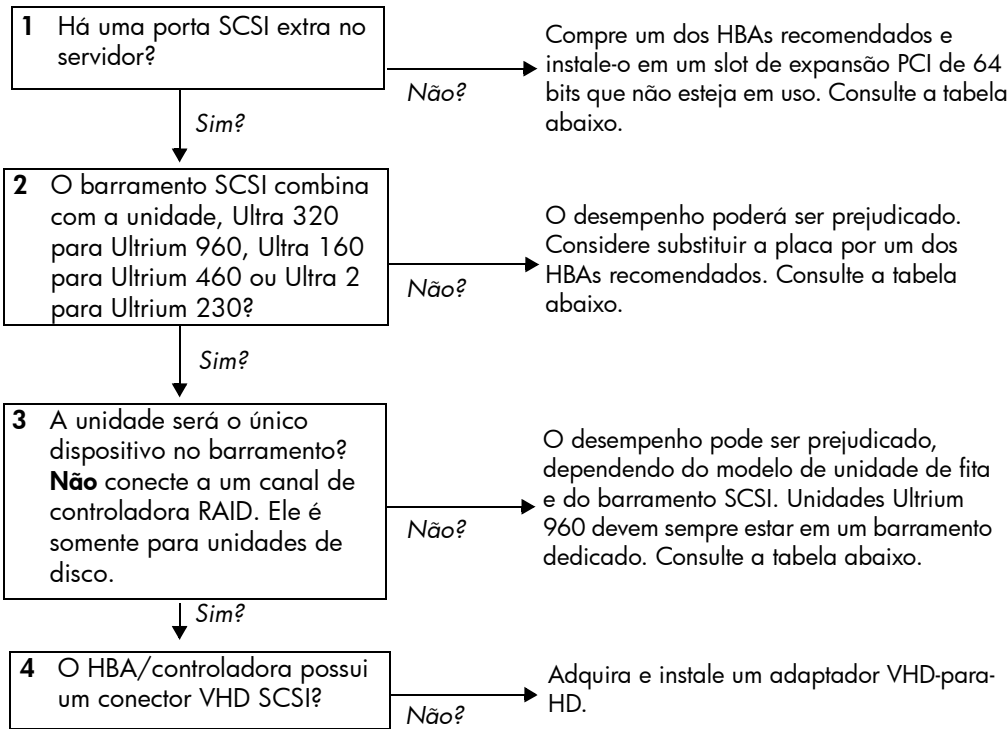 1 Há uma porta SCSI extra no
servidor?
Não?
Compre um dos HBAs recomendados e
instale-o em um slot de expansão PCI de 64
bits que não esteja em uso. Consulte a tabela
abaixo.
Sim?
2 O barramento SCSI combina
com a unidade, Ultra 320
para Ultrium 960, Ultra 160
para Ultrium 460 ou Ultra 2
para Ultrium 230?
Não?
O desempenho poderá ser prejudicado.
Considere substituir a placa por um dos
HBAs recomendados. Consulte a tabela
abaixo.
Sim?
3 A unidade será o único
dispositivo no barramento?
Não conecte a um canal de
controladora RAID. Ele é
somente para unidades de
disco.
Não?
O desempenho pode ser prejudicado,
dependendo do modelo de unidade de fita
e do barramento SCSI. Unidades Ultrium
960 devem sempre estar em um barramento
dedicado. Consulte a tabela abaixo.
Sim?
4 O HBA/controladora possui
um conector VHD SCSI?
Não?
Adquira e instale um adaptador VHD-para-
HD.